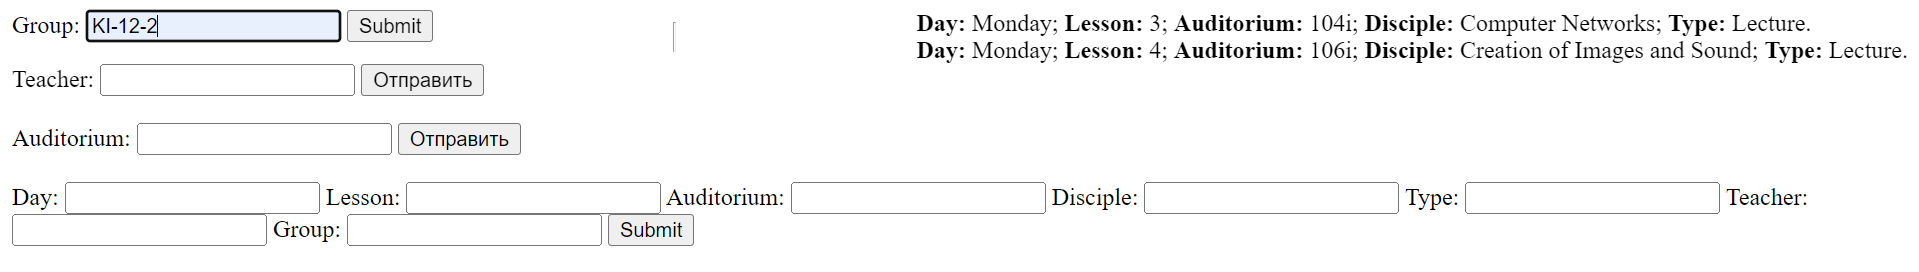 Group: KI-12-2 Submit
Day: Monday; Lesson: 3; Auditorium: 104i; Disciple: Computer Networks; Type: Lecture.
Day: Monday; Lesson: 4; Auditorium: 106i; Disciple: Creation of Images and Sound; Type: Lecture.
Teacher: Отправить
Auditorium: Отправить
Day: Lesson: Auditorium: Disciple: Type: Teacher:
Group: Submit